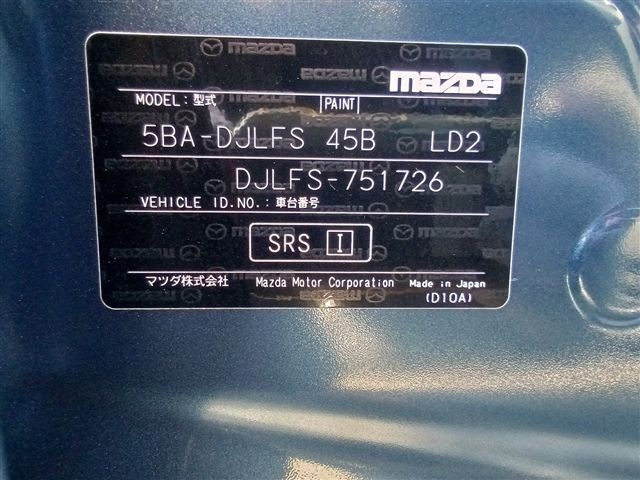 mazda
MODEL:型式 PAINT
5BA-DJLFS 45B LD2
DJLFS-751726
VEHICLE ID.NO.:車台番号
SRS I
マツダ株式会社 Mazda Motor Corporation Made in Japan
(D10A)